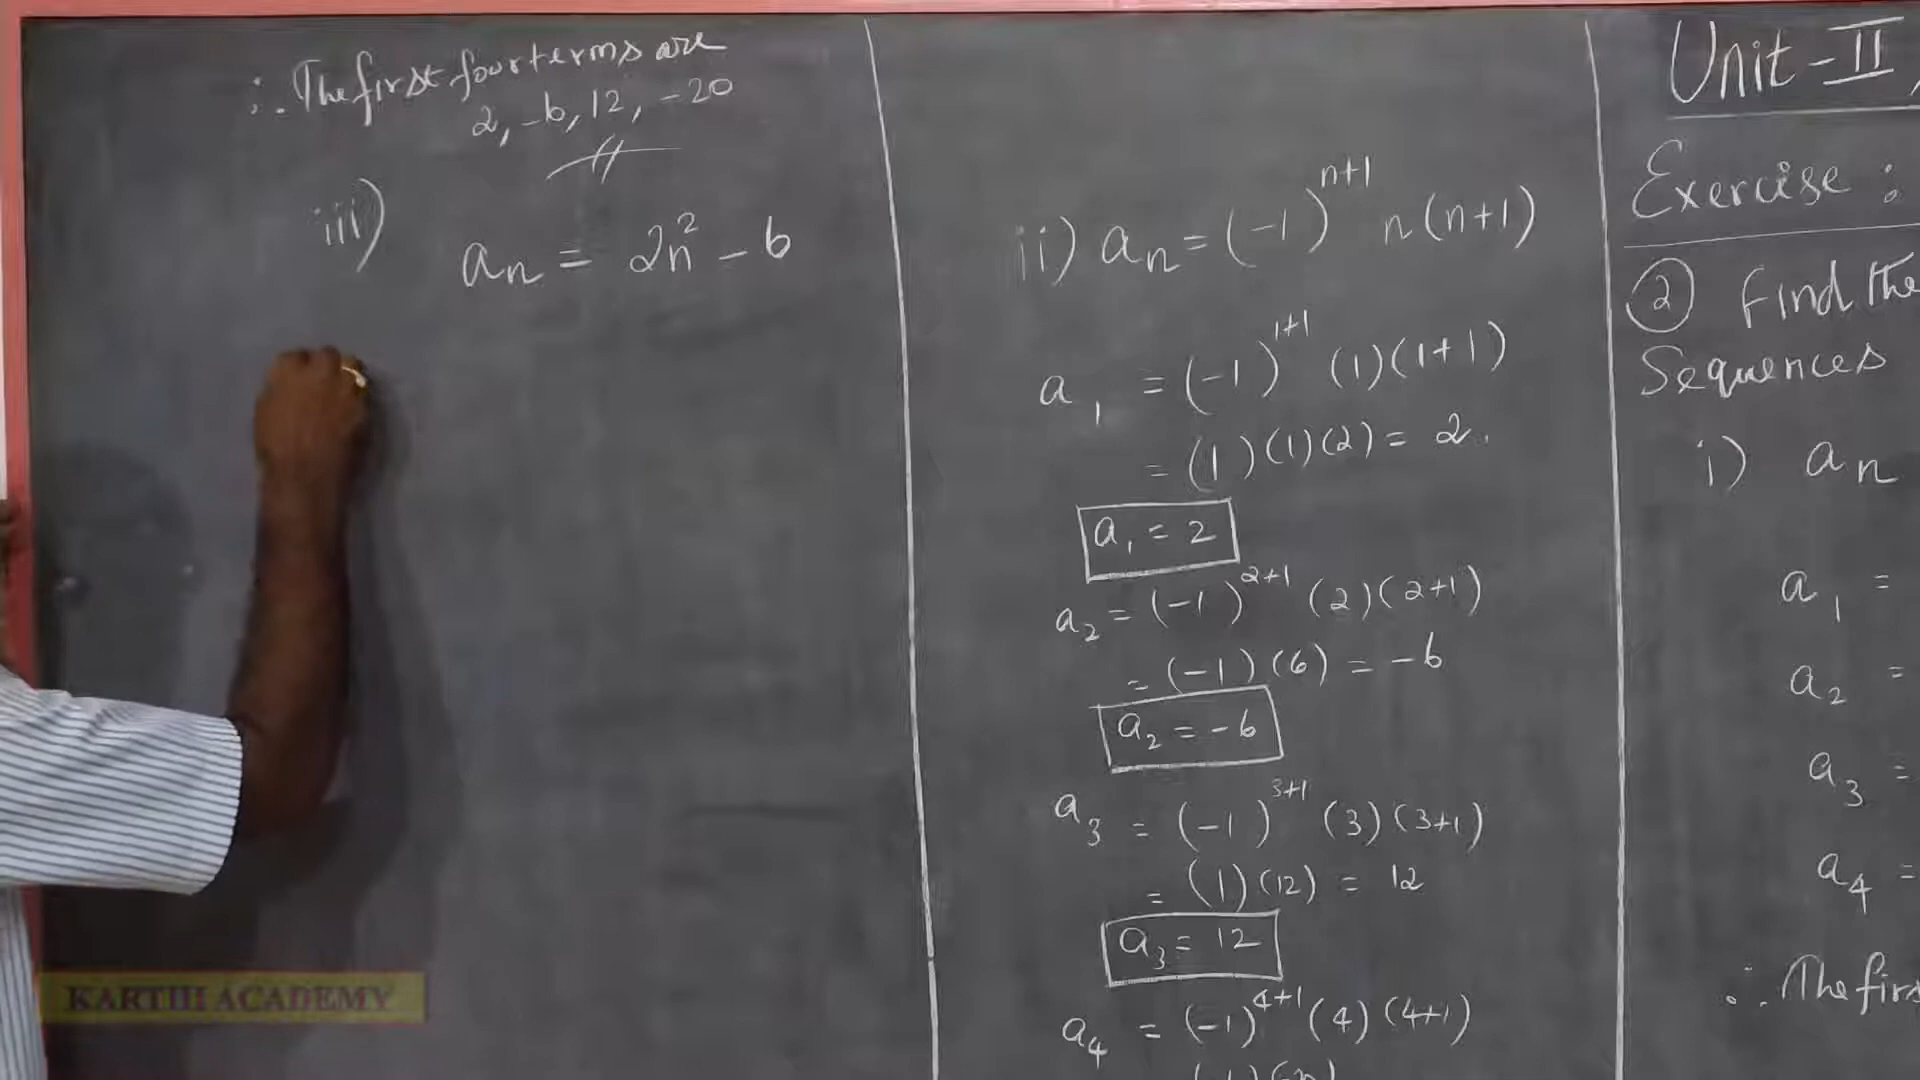 ∴ The first four terms are
2, -6, 12, -20
iii) aₙ = 2n² - 6
ii) aₙ = (-1)ⁿ⁺¹ n(n+1)
a₁ = (-1)¹⁺¹ (1)(1+1)
= (1)(1)(2) = 2.
a₁ = 2
a₂ = (-1)²⁺¹ (2)(2+1)
= (-1)(6) = -6
a₂ = -6
a₃ = (-1)³⁺¹ (3)(3+1)
= (1)(12) = 12
a₃ = 12
a₄ = (-1)⁴⁺¹ (4)(4+1)
Unit-II,
Exercise:
② Find the
Sequences
i) aₙ
a₁ =
a₂ =
a₃ =
a₄ =
∴ The
KARTHI ACADEMY